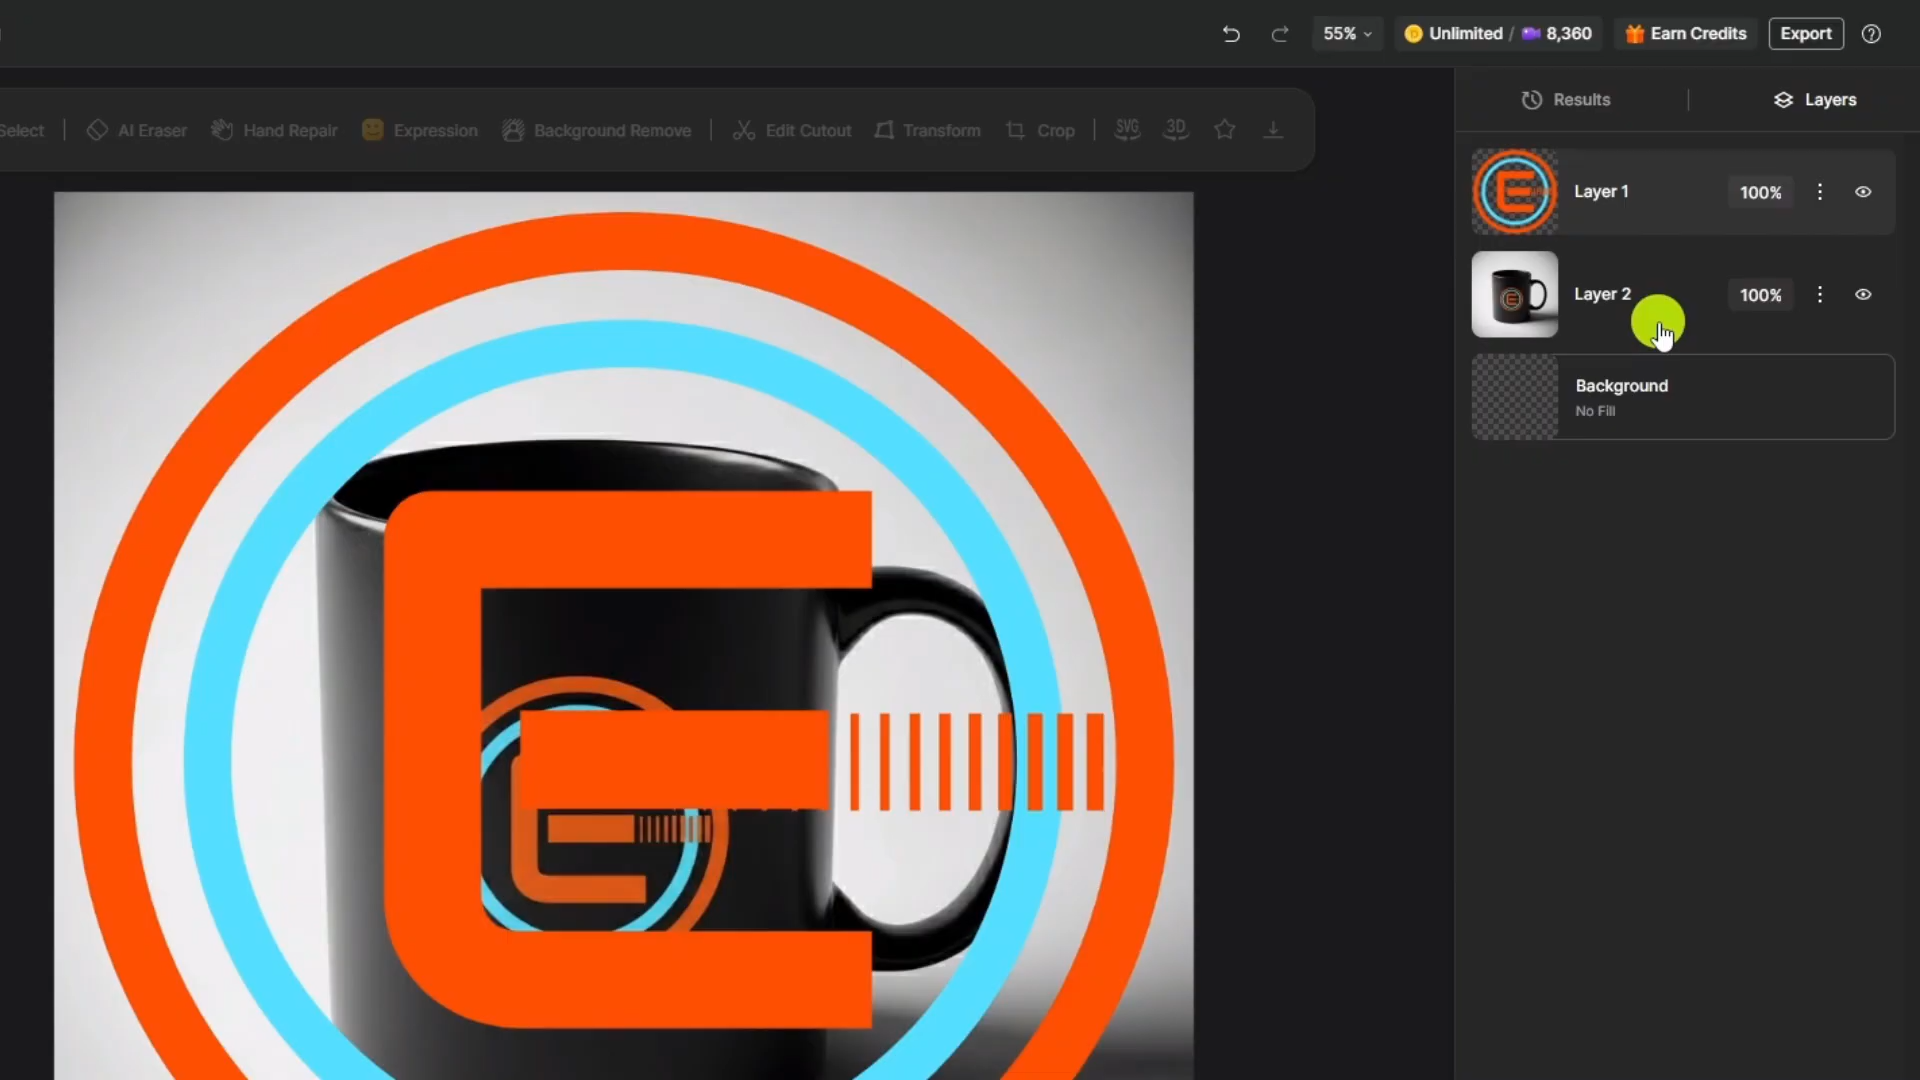 55%
Unlimited / 8,360
Earn Credits
Export
?
Results
Layers
Select
AI Eraser
Hand Repair
Expression
Background Remove
Edit Cutout
Transform
Crop
SVG
3D
Layer 1
100%
Layer 2
100%
Background
No Fill
E
E